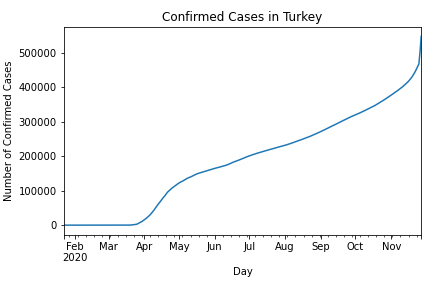 Confirmed Cases in Turkey
Number of Confirmed Cases
500000
400000
300000
200000
100000
0
Feb Mar Apr May Jun Jul Aug Sep Oct Nov
2020
Day